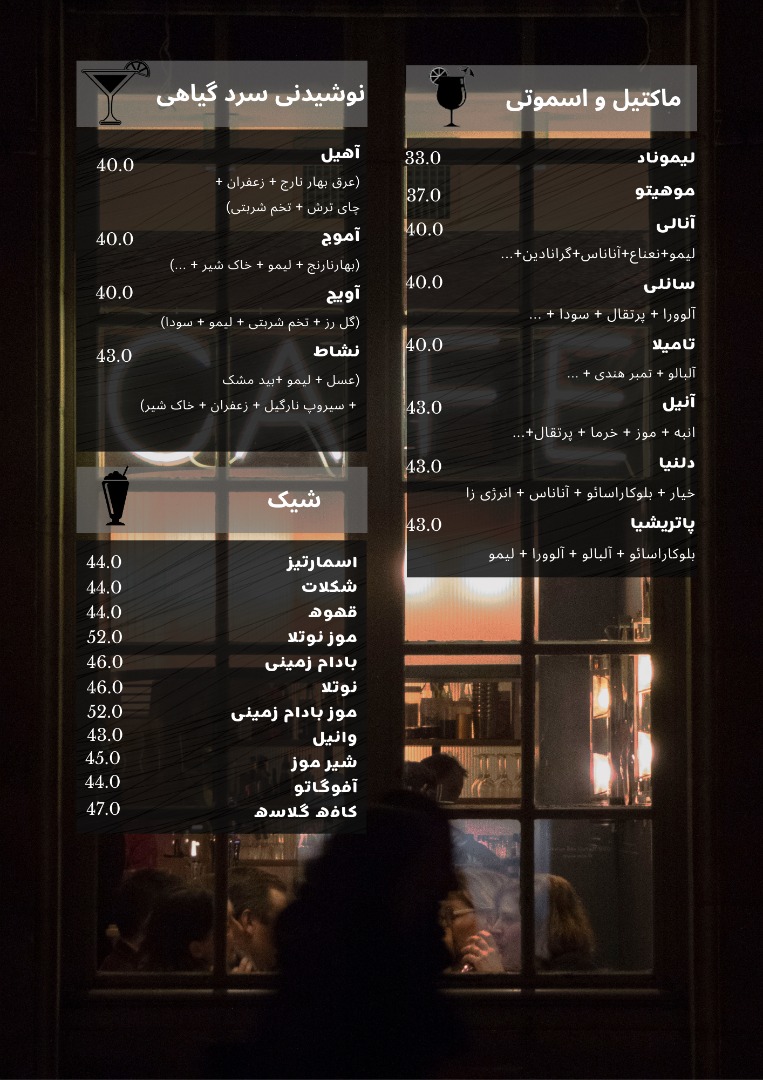 ماکتیل و اسموتی
لیموناد 33.0
موهیتو 37.0
آنالی 40.0
لیمو+نعناع+آناناس+گرانادین+...
سانلی 40.0
آلوورا + پرتقال + سودا + ...
تامیلا 40.0
آلبالو + تمبر هندی + ...
آنیل 43.0
انبه + موز + خرما + پرتقال+...
دلنیا 43.0
خیار + بلوکاراسائو + آناناس + انرژی زا
پاتریشیا 43.0
بلوکاراسائو + آلبالو + آلوورا + لیمو
نوشیدنی سرد گیاهی
آهیل 40.0
(عرق بهار نارج + زعفران +
چای ترش + تخم شربتی)
آموج 40.0
(بهارنارنج + لیمو + خاک شیر + ...)
آویج 40.0
(گل رز + تخم شربتی + لیمو + سودا)
نشاط 43.0
(عسل + لیمو +بید مشک
+ سیروپ نارگیل + زعفران + خاک شیر)
شیک
اسمارتیز 44.0
شکلات 44.0
قهوه 44.0
موز نوتلا 52.0
بادام زمینی 46.0
نوتلا 46.0
موز بادام زمینی 52.0
وانیل 43.0
شیر موز 45.0
آفوگاتو 44.0
کافه گلاسه 47.0
CAFE